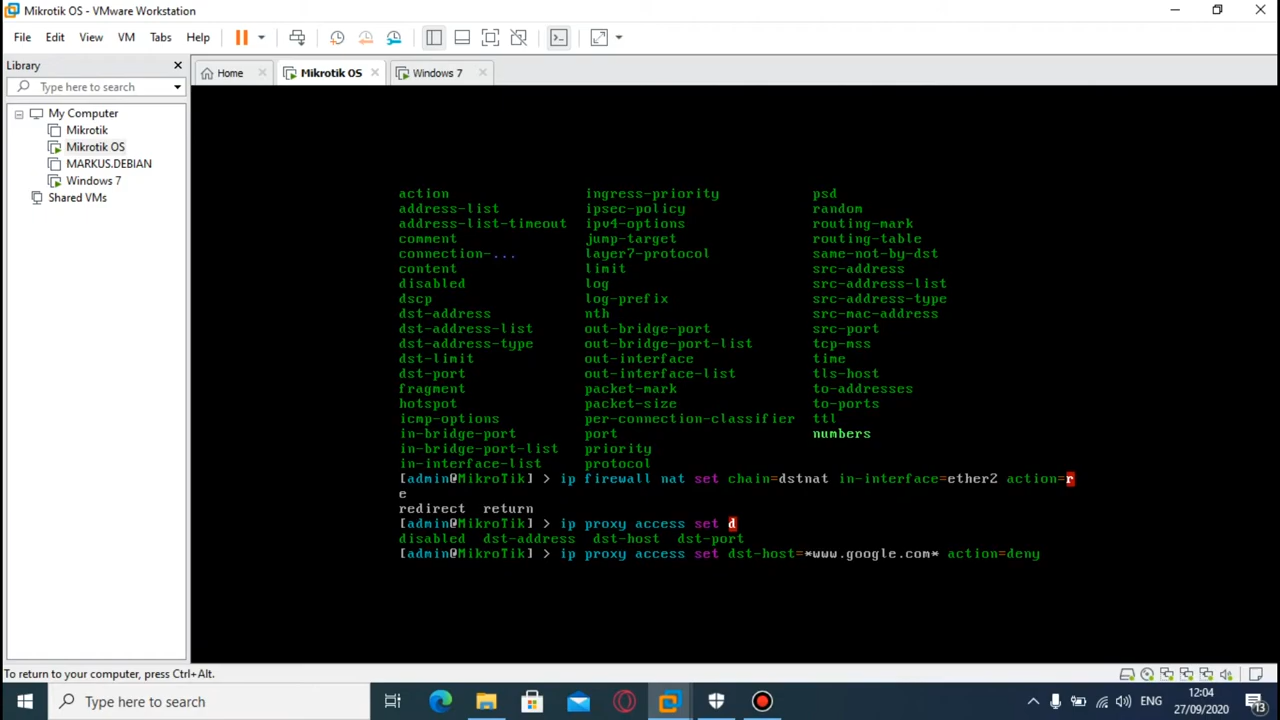 Mikrotik OS - VMware Workstation
File Edit View VM Tabs Help
Library
Type here to search
My Computer
Mikrotik
Mikrotik OS
MARKUS.DEBIAN
Windows 7
Shared VMs
Home Mikrotik OS Windows 7
action ingress-priority psd
address-list ipsec-policy random
address-list-timeout ipv4-options routing-mark
comment jump-target routing-table
connection-... layer7-protocol same-not-by-dst
content limit src-address
disabled log src-address-list
dscp log-prefix src-address-type
dst-address nth src-mac-address
dst-address-list out-bridge-port src-port
dst-address-type out-bridge-port-list tcp-mss
dst-limit out-interface time
dst-port out-interface-list tls-host
fragment packet-mark to-addresses
hotspot packet-size to-ports
icmp-options per-connection-classifier ttl
in-bridge-port port numbers
in-bridge-port-list priority
in-interface-list protocol
[admin@MikroTik] > ip firewall nat set chain=dstnat in-interface=ether2 action=r
e
redirect return
[admin@MikroTik] > ip proxy access set d
disabled dst-address dst-host dst-port
[admin@MikroTik] > ip proxy access set dst-host=*www.google.com* action=deny
To return to your computer, press Ctrl+Alt.
Type here to search
ENG
12:04
27/09/2020
13